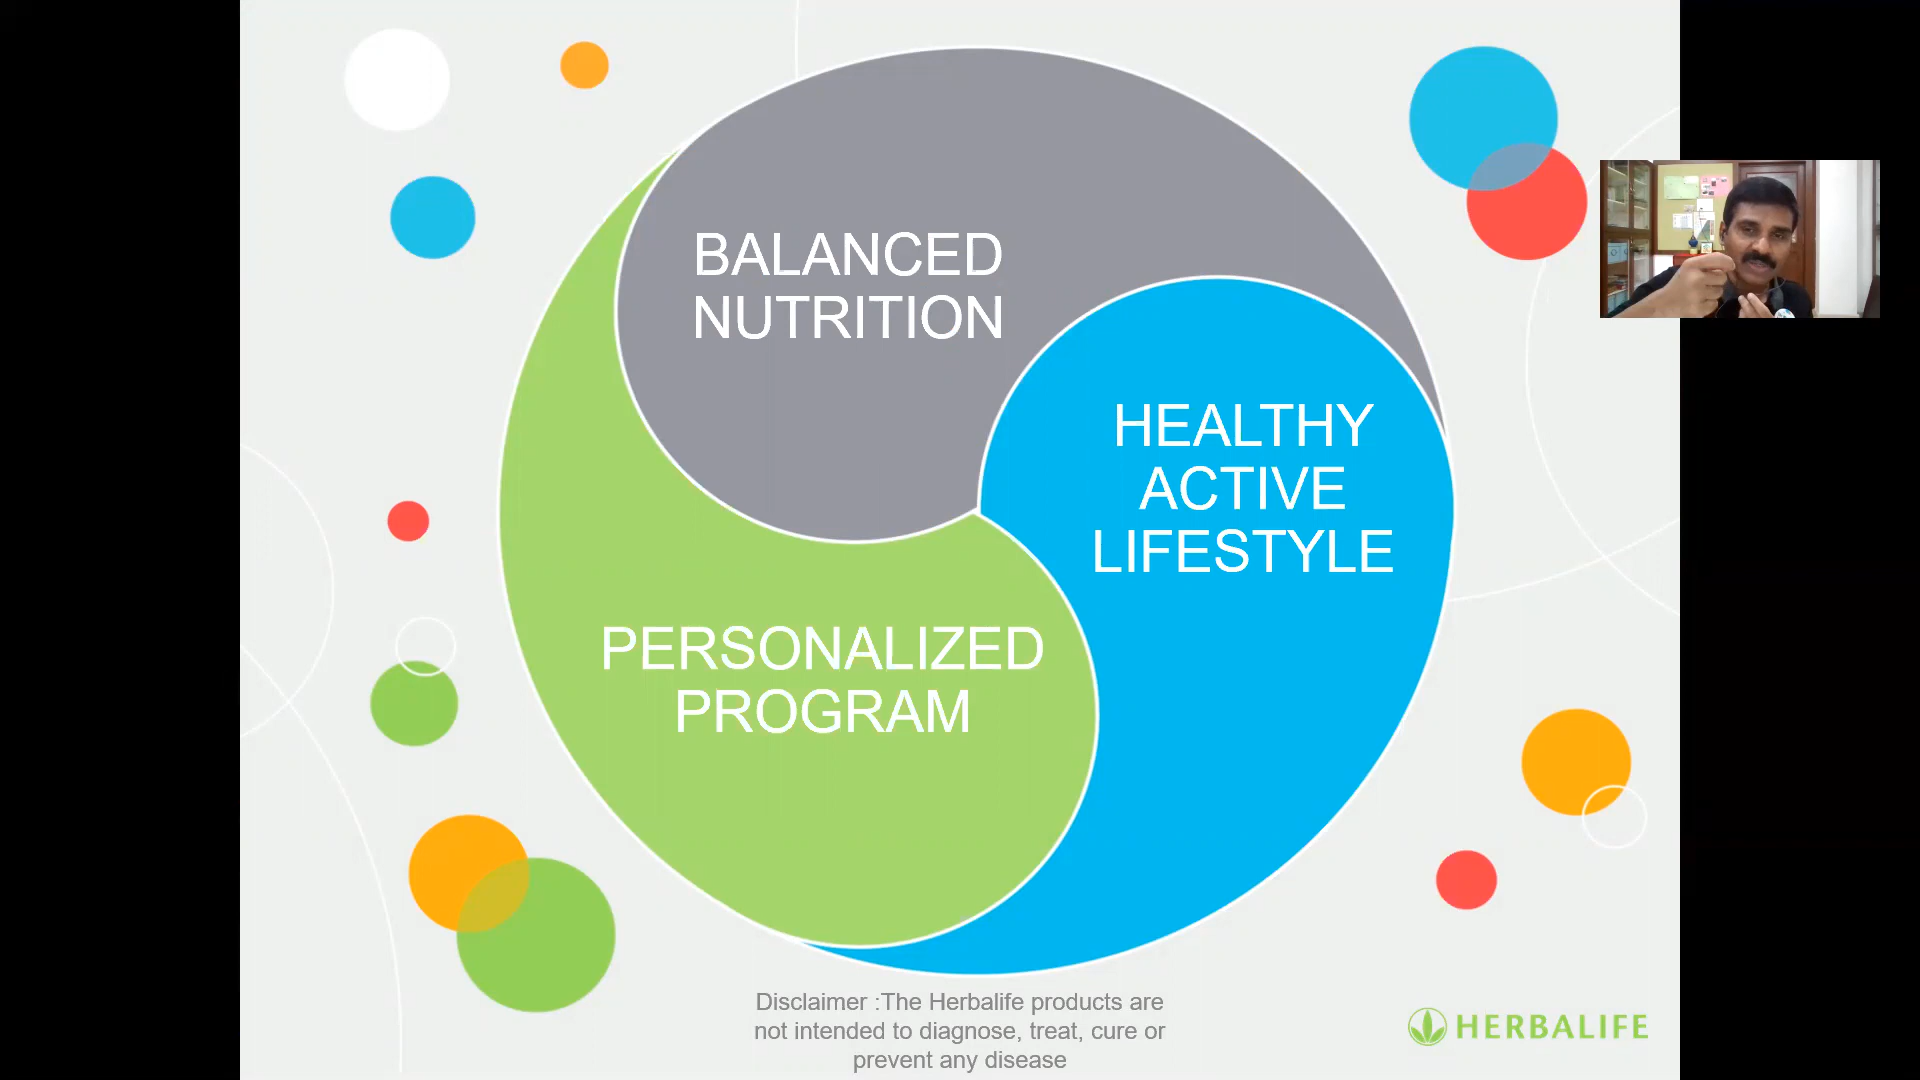 BALANCED
NUTRITION
HEALTHY
ACTIVE
LIFESTYLE
PERSONALIZED
PROGRAM
Disclaimer :The Herbalife products are
not intended to diagnose, treat, cure or
prevent any disease
HERBALIFE